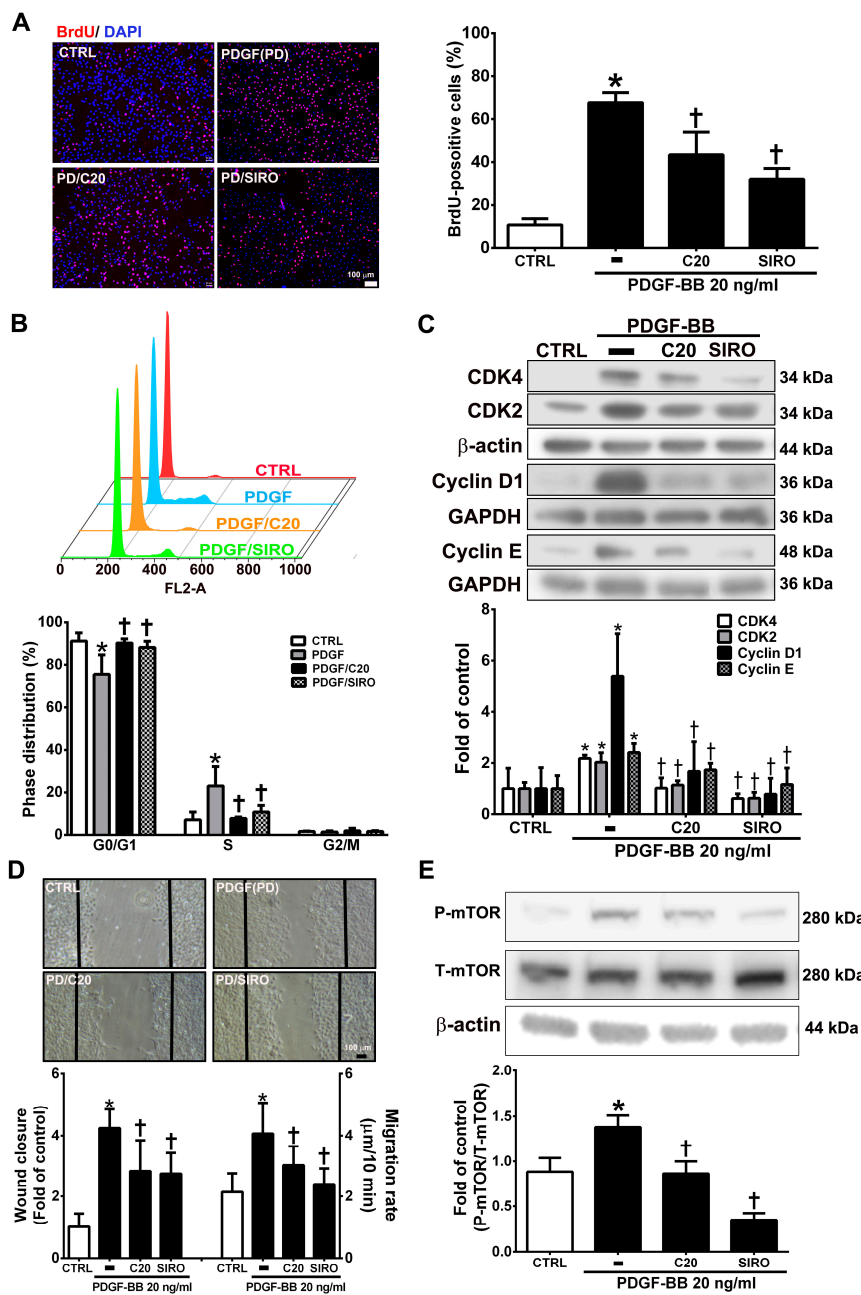 A
BrdU/ DAPI
CTRL
PDGF(PD)
PD/C20
PD/SIRO
100 μm
BrdU-posoitive cells (%)
100
80
60
40
20
0
*
†
†
CTRL
-
C20
SIRO
PDGF-BB 20 ng/ml
B
CTRL
PDGF
PDGF/C20
PDGF/SIRO
0 200 400 600 800 1000
FL2-A
Phase distribution (%)
100
80
60
40
20
0
* † †
* † †
CTRL
PDGF
PDGF/C20
PDGF/SIRO
G0/G1 S G2/M
C
PDGF-BB
CTRL - C20 SIRO
CDK4 34 kDa
CDK2 34 kDa
β-actin 44 kDa
Cyclin D1 36 kDa
GAPDH 36 kDa
Cyclin E 48 kDa
GAPDH 36 kDa
Fold of control
8
6
4
2
0
CDK4
CDK2
Cyclin D1
Cyclin E
* * * *
† † † †
† † † †
CTRL - C20 SIRO
PDGF-BB 20 ng/ml
D
CTRL
PDGF(PD)
PD/C20
PD/SIRO
100 μm
Wound closure
(Fold of control)
6
4
2
0
* † †
* † †
6
4
2
0
Migration rate
(μm/10 min)
CTRL - C20 SIRO CTRL - C20 SIRO
PDGF-BB 20 ng/ml PDGF-BB 20 ng/ml
E
P-mTOR 280 kDa
T-mTOR 280 kDa
β-actin 44 kDa
Fold of control
(P-mTOR/T-mTOR)
2.0
1.5
1.0
0.5
0.0
*
†
†
CTRL - C20 SIRO
PDGF-BB 20 ng/ml